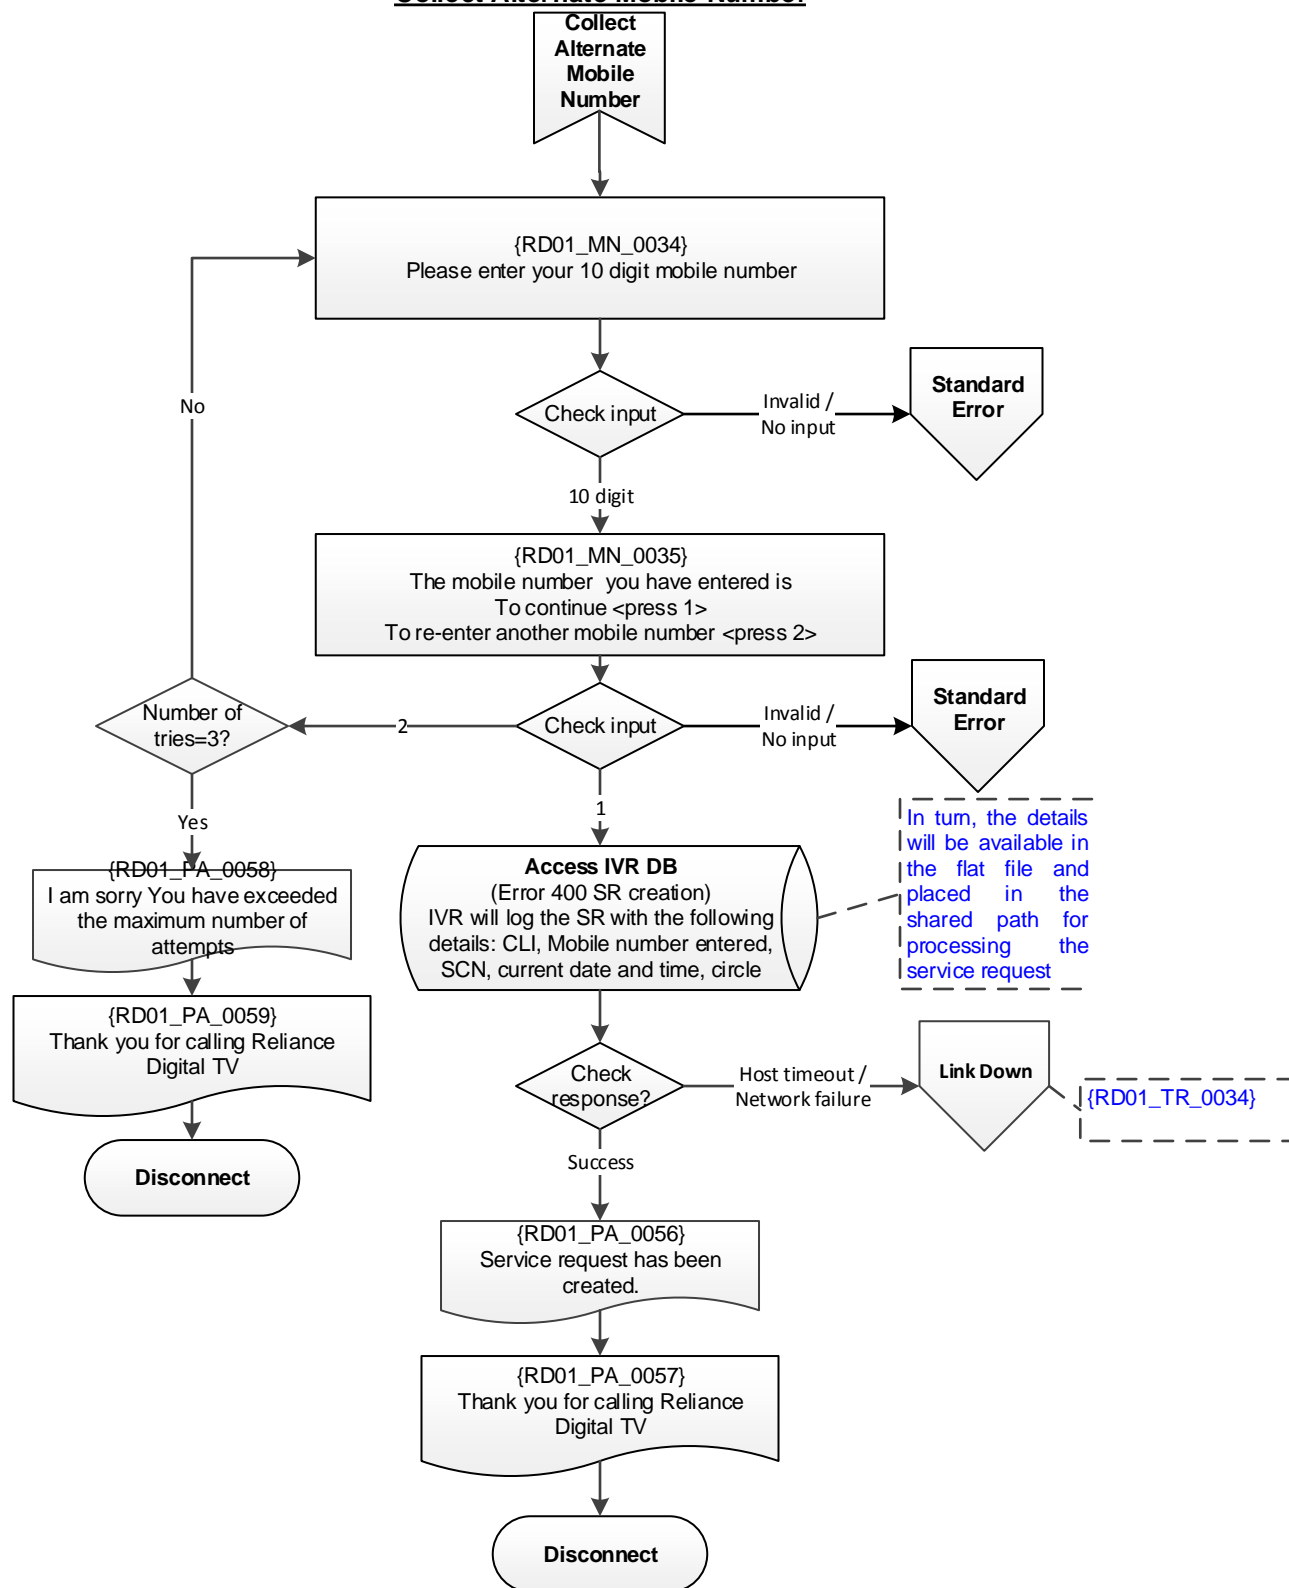 Collect Alternate Mobile Number
Collect
Alternate
Mobile
Number
{RD01_MN_0034}
Please enter your 10 digit mobile number
No
Check input
Invalid /
No input
Standard
Error
10 digit
{RD01_MN_0035}
The mobile number you have entered is
To continue <press 1>
To re-enter another mobile number <press 2>
Number of
tries=3?
2
Check input
Invalid /
No input
Standard
Error
Yes
1
{RD01_PA_0058}
I am sorry You have exceeded
the maximum number of
attempts
Access IVR DB
(Error 400 SR creation)
IVR will log the SR with the following
details: CLI, Mobile number entered,
SCN, current date and time, circle
In turn, the details
will be available in
the flat file and
placed in the
shared path for
processing the
service request
{RD01_PA_0059}
Thank you for calling Reliance
Digital TV
Check
response?
Host timeout /
Network failure
Link Down
{RD01_TR_0034}
Disconnect
Success
{RD01_PA_0056}
Service request has been
created.
{RD01_PA_0057}
Thank you for calling Reliance
Digital TV
Disconnect